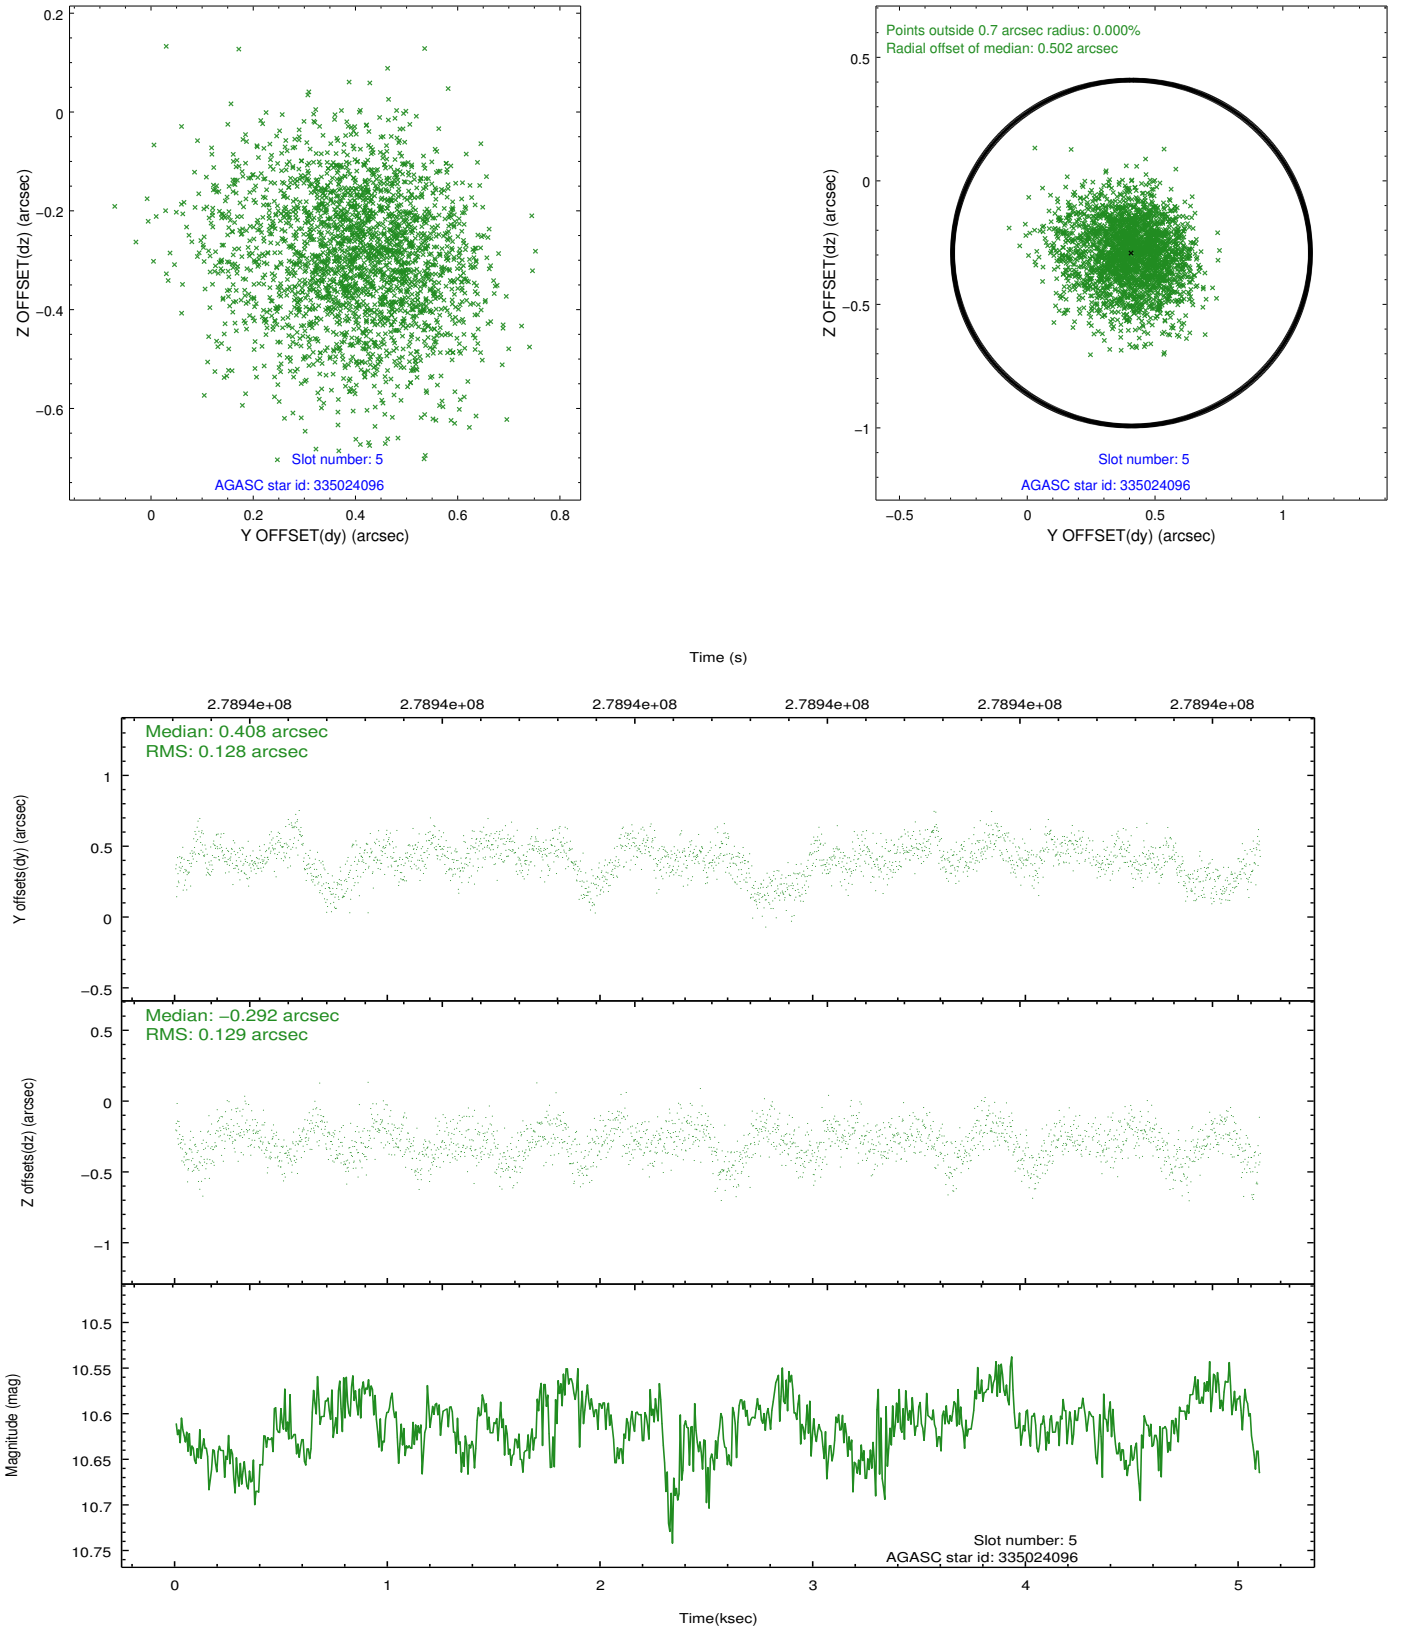 0.2
0
−0.2
−0.4
−0.6
Z OFFSET(dz) (arcsec)
0
0.2
0.4
0.6
0.8
Y OFFSET(dy) (arcsec)
Slot number: 5
AGASC star id: 335024096
Points outside 0.7 arcsec radius: 0.000%
Radial offset of median: 0.502 arcsec
0.5
0
−0.5
−1
Z OFFSET(dz) (arcsec)
−0.5
0
0.5
1
Y OFFSET(dy) (arcsec)
Slot number: 5
AGASC star id: 335024096
Time (s)
2.7894e+08
2.7894e+08
2.7894e+08
2.7894e+08
2.7894e+08
2.7894e+08
Median: 0.408 arcsec
RMS: 0.128 arcsec
1
0.5
0
−0.5
Y offsets(dy) (arcsec)
Median: −0.292 arcsec
RMS: 0.129 arcsec
0.5
0
−0.5
−1
Z offsets(dz) (arcsec)
10.5
10.55
10.6
10.65
10.7
10.75
Magnitude (mag)
Slot number: 5
AGASC star id: 335024096
0
1
2
3
4
5
Time(ksec)